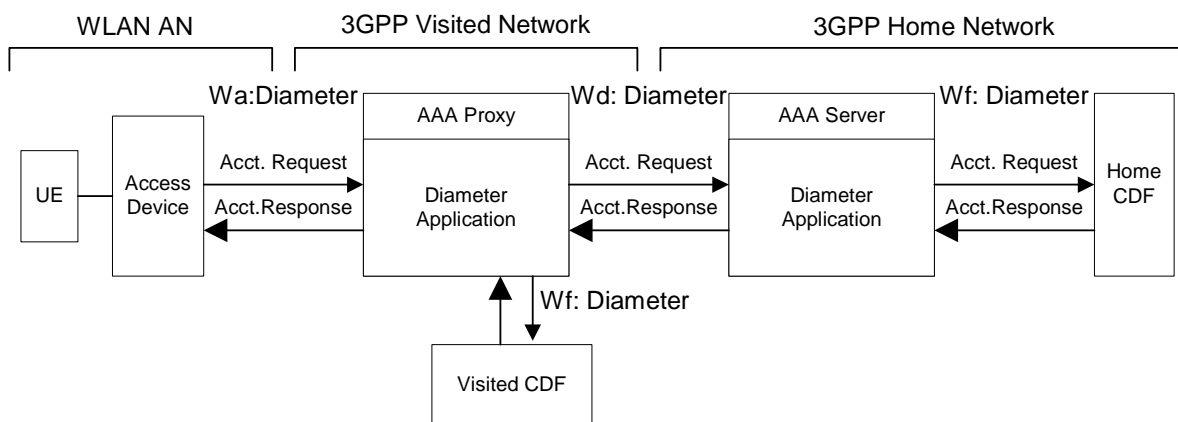 WLAN AN
3GPP Visited Network
3GPP Home Network
Wa:Diameter
Wd: Diameter
Wf: Diameter
AAA Proxy
AAA Server
UE
Access
Device
Acct. Request
Acct.Response
Diameter
Application
Acct. Request
Acct.Response
Diameter
Application
Acct. Request
Acct.Response
Home
CDF
Wf: Diameter
Visited CDF